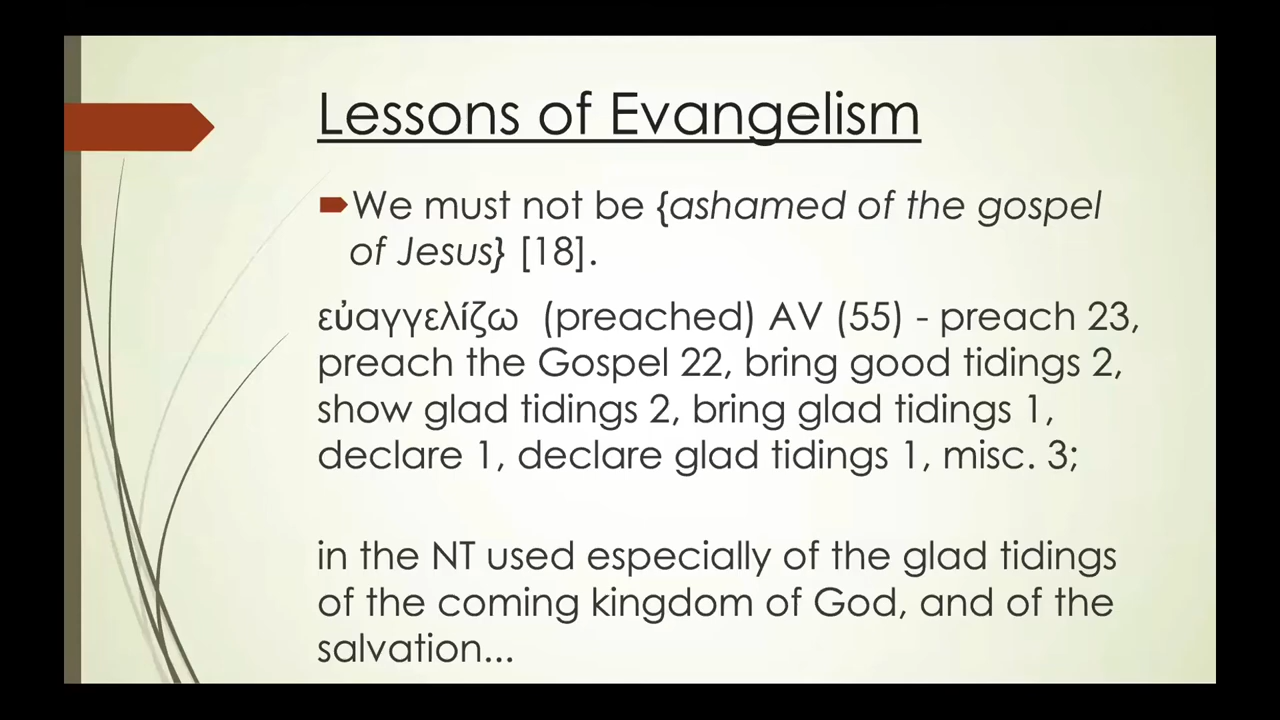 Lessons of Evangelism
We must not be {ashamed of the gospel
of Jesus} [18].
εὐαγγελίζω (preached) AV (55) - preach 23,
preach the Gospel 22, bring good tidings 2,
show glad tidings 2, bring glad tidings 1,
declare 1, declare glad tidings 1, misc. 3;
in the NT used especially of the glad tidings
of the coming kingdom of God, and of the
salvation...